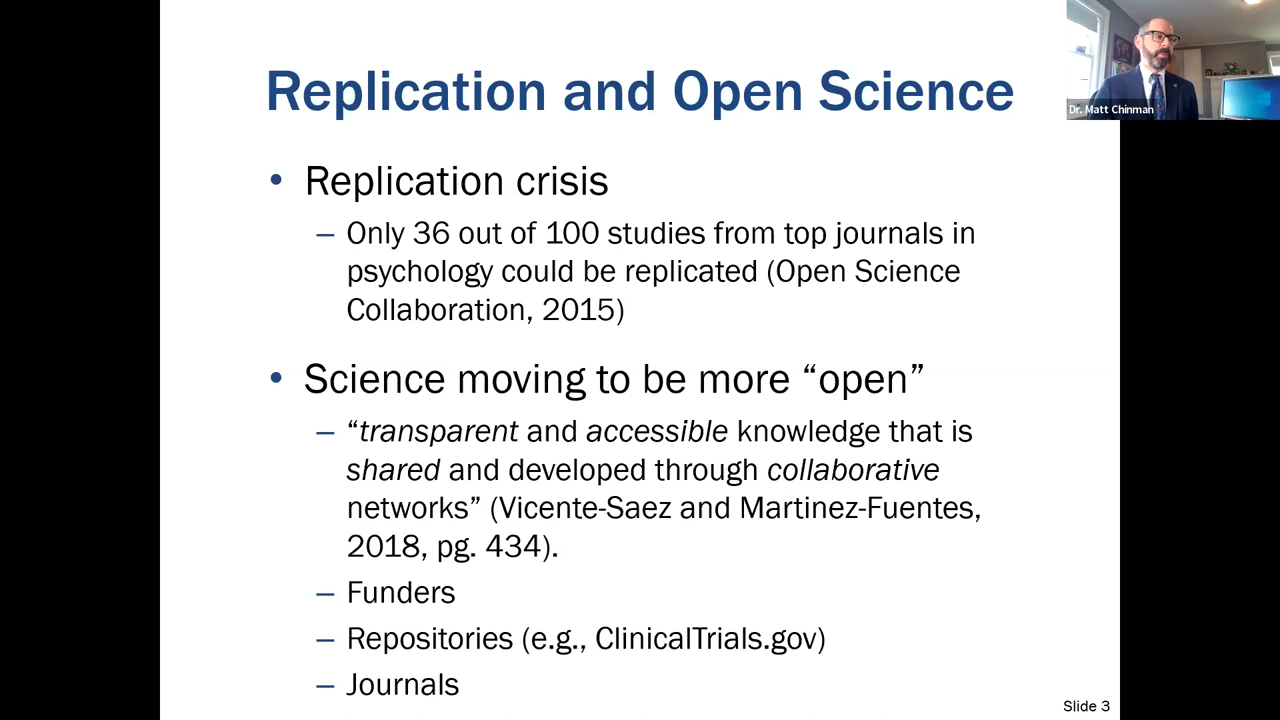 Replication and Open Science
Dr. Matt Chinman
• Replication crisis
– Only 36 out of 100 studies from top journals in
psychology could be replicated (Open Science
Collaboration, 2015)
• Science moving to be more “open”
– “transparent and accessible knowledge that is
shared and developed through collaborative
networks” (Vicente-Saez and Martinez-Fuentes,
2018, pg. 434).
– Funders
– Repositories (e.g., ClinicalTrials.gov)
– Journals
Slide 3